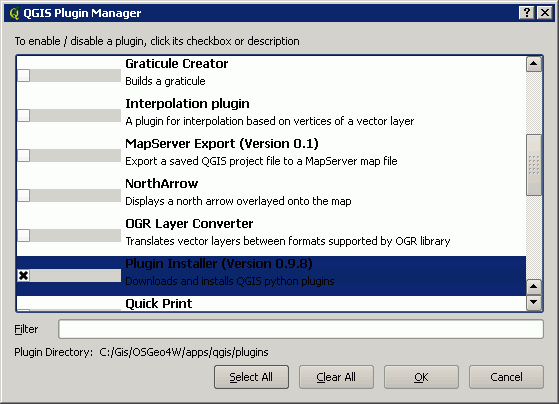 QGIS Plugin Manager
To enable / disable a plugin, click its checkbox or description
Graticule Creator
Builds a graticule
Interpolation plugin
A plugin for interpolation based on vertices of a vector layer
MapServer Export (Version 0.1)
Export a saved QGIS project file to a MapServer map file
NorthArrow
Displays a north arrow overlayed onto the map
OGR Layer Converter
Translates vector layers between formats supported by OGR library
Plugin Installer (Version 0.9.8)
Downloads and installs QGIS python plugins
Quick Print
Filter
Plugin Directory: C:/Gis/OSGeo4W/apps/qgis/plugins
Select All Clear All OK Cancel